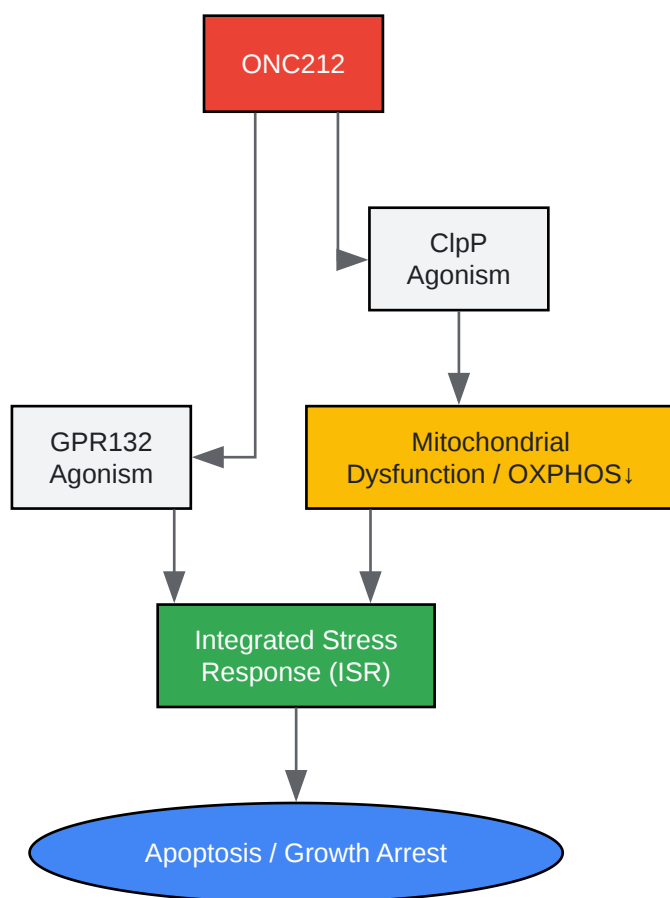 ONC212
ClpP
Agonism
GPR132
Agonism
Mitochondrial
Dysfunction / OXPHOS↓
Integrated Stress
Response (ISR)
Apoptosis / Growth Arrest